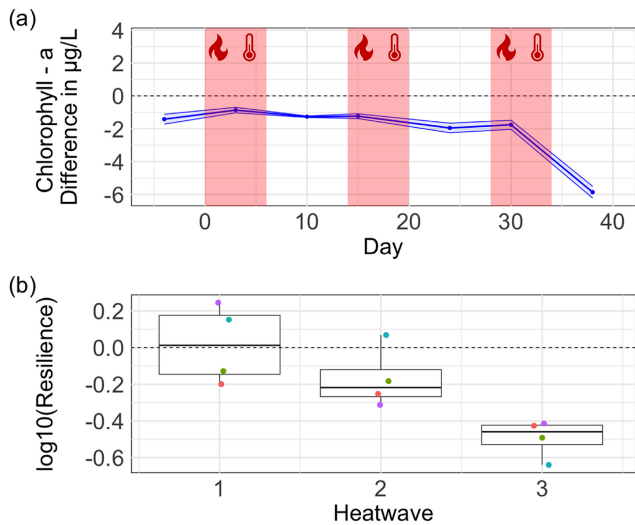 (a)
Chlorophyll - a
Difference in µg/L
4
2
0
-2
-4
-6
0 10 20 30 40
Day
(b)
log10(Resilience)
0.2
0.0
-0.2
-0.4
-0.6
1 2 3
Heatwave